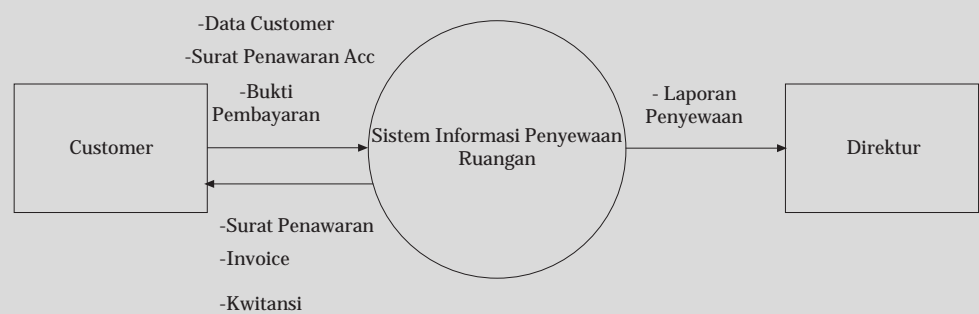 -Data Customer
-Surat Penawaran Acc
-Bukti
Pembayaran
Customer
Sistem Informasi Penyewaan
Ruangan
- Laporan
Penyewaan
Direktur
-Surat Penawaran
-Invoice
-Kwitansi